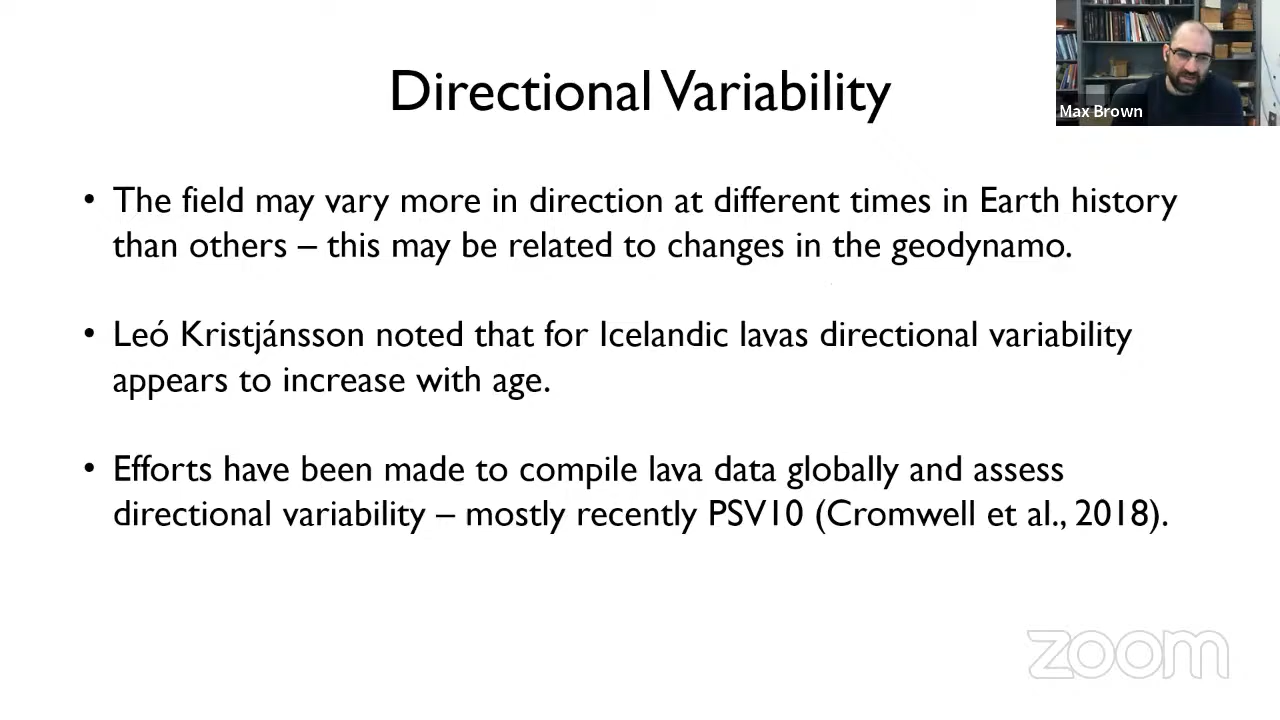 Directional Variability
Max Brown
• The field may vary more in direction at different times in Earth history
than others – this may be related to changes in the geodynamo.
• Leó Kristjánsson noted that for Icelandic lavas directional variability
appears to increase with age.
• Efforts have been made to compile lava data globally and assess
directional variability – mostly recently PSV10 (Cromwell et al., 2018).
zoom